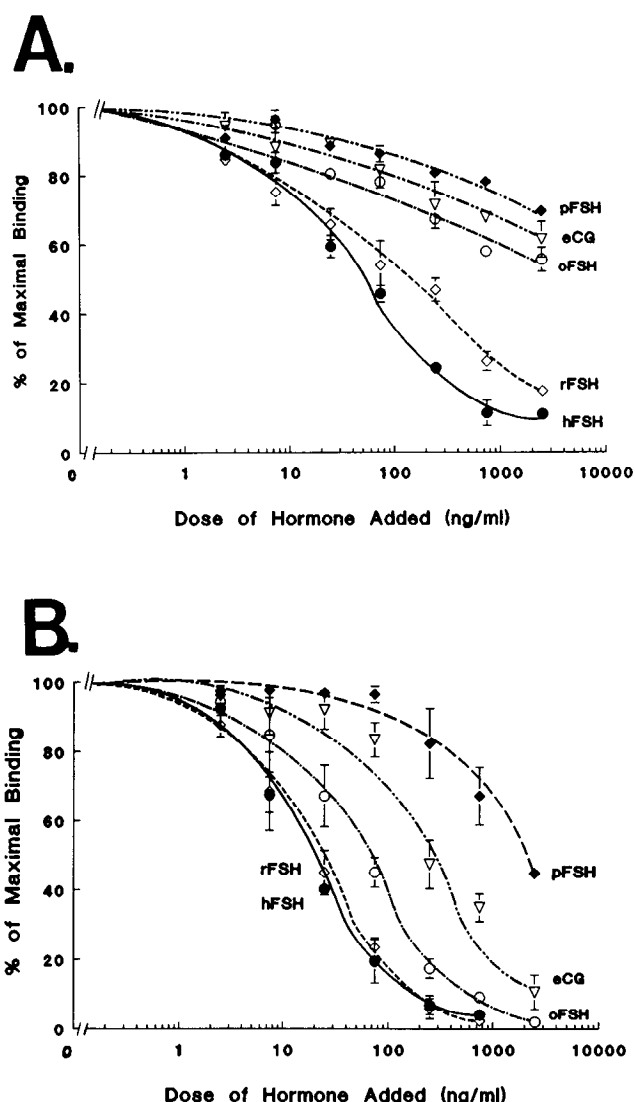 A.
% of Maximal Binding
100
80
60
40
20
0
pFSH
eCG
oFSH
rFSH
hFSH
0 1 10 100 1000 10000
Dose of Hormone Added (ng/ml)
B.
% of Maximal Binding
100
80
60
40
20
0
rFSH
hFSH
pFSH
eCG
oFSH
0 1 10 100 1000 10000
Dose of Hormone Added (ng/ml)